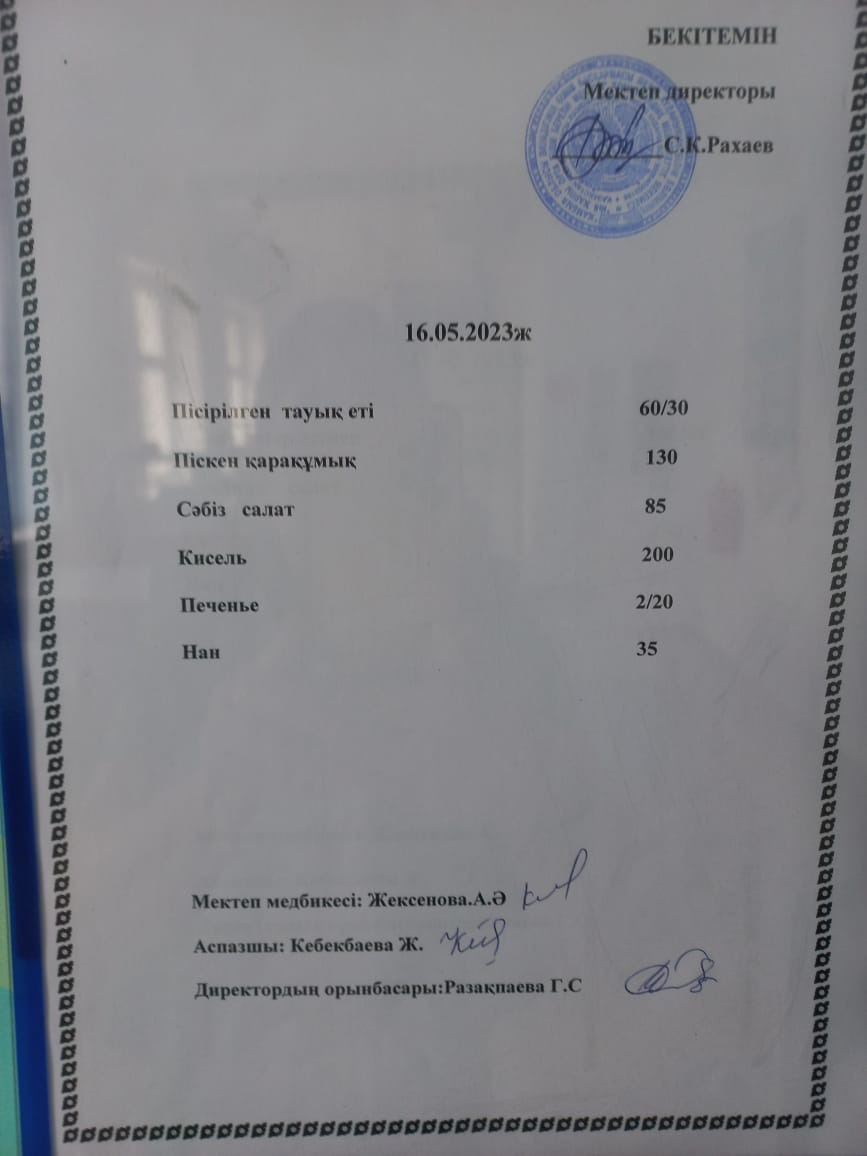 БЕКІТЕМІН
Мектеп директоры
С.К.Рахаев
16.05.2023ж
Пісірілген тауық еті 60/30
Піскен қарақұмық 130
Сәбіз салат 85
Кисель 200
Печенье 2/20
Нан 35
Мектеп медбикесі: Жексенова.А.Ә
Аспазшы: Кебекбаева Ж.
Директордың орынбасары:Разақпаева Г.С